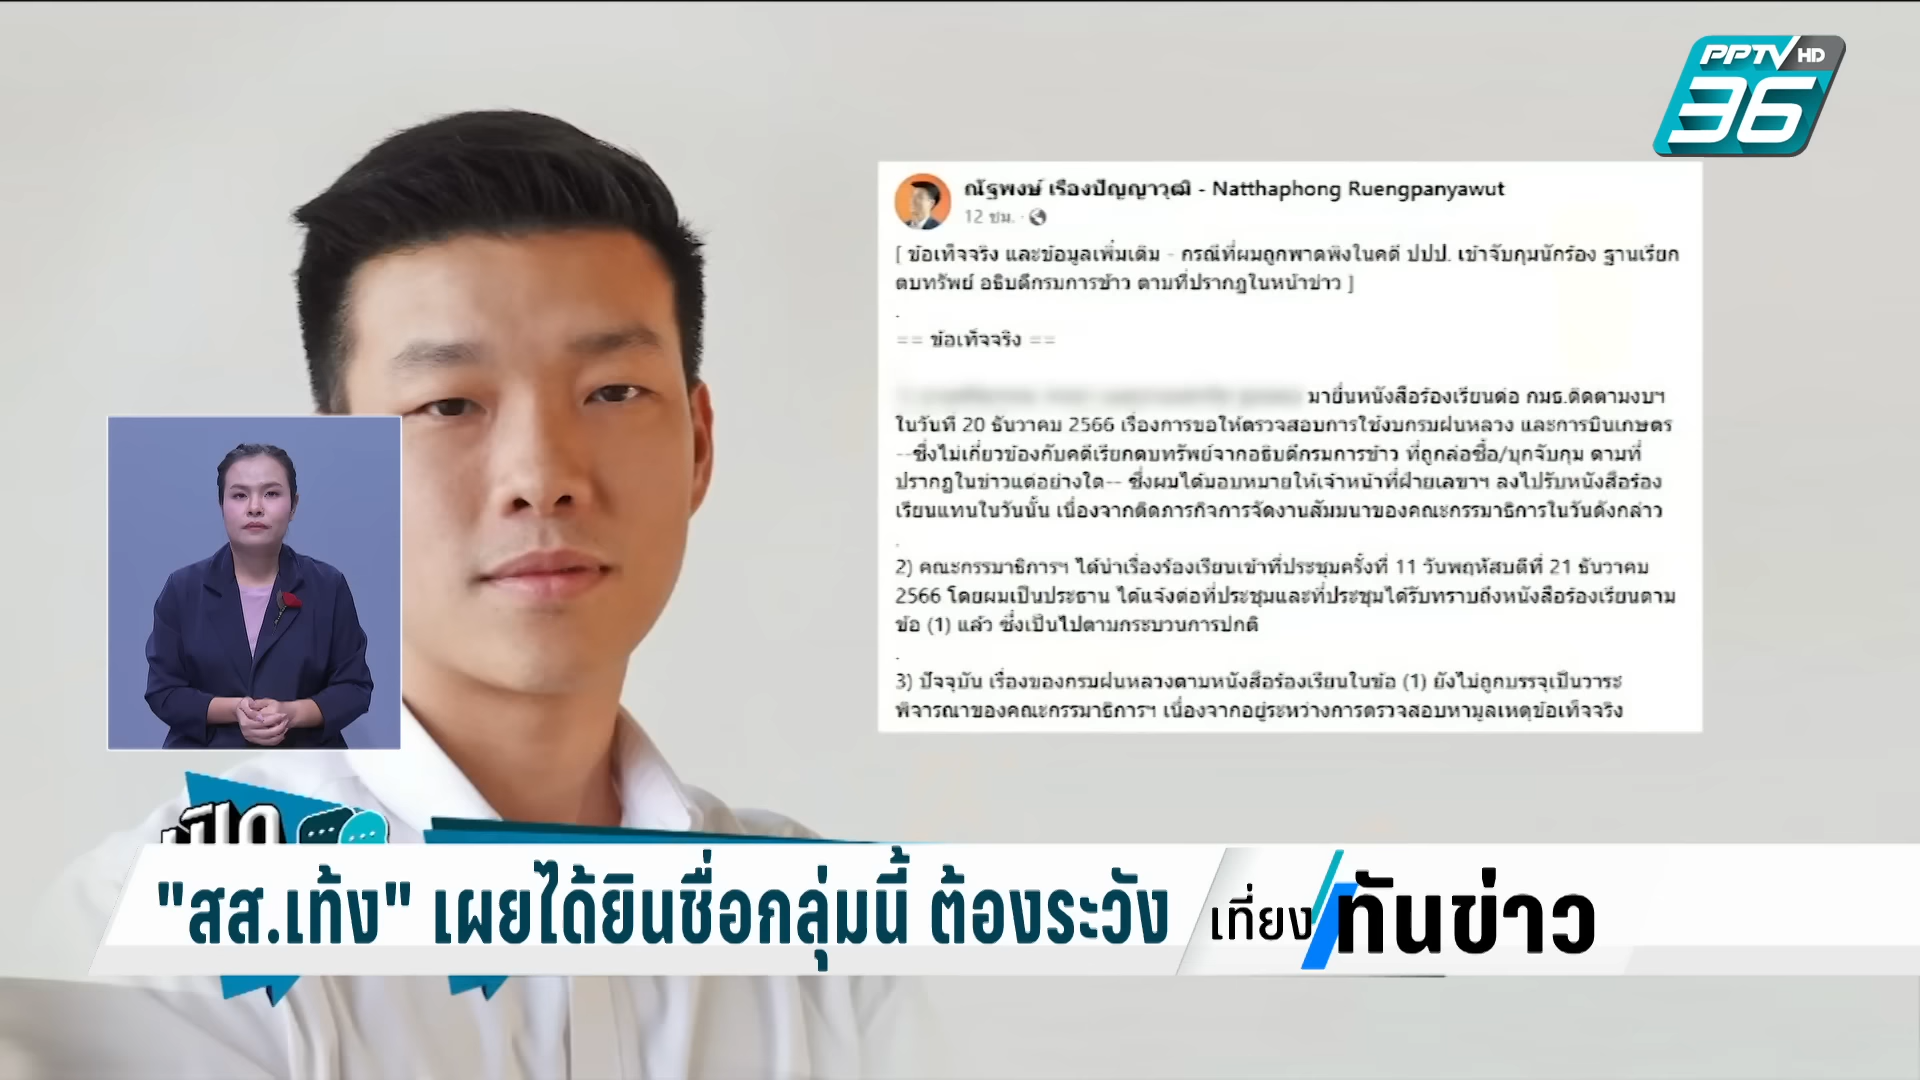 PPTV HD
36
ณัฐพงษ์ เรืองปัญญาวุฒิ - Natthaphong Ruengpanyawut
12 ชม. ·
[ ข้อเท็จจริง และข้อมูลเพิ่มเติม - กรณีที่ผมถูกพาดพิงในคดี ปปป. เข้าจับกุมนักร้อง ฐานเรียก
ตบทรัพย์ อธิบดีกรมการข้าว ตามที่ปรากฏในหน้าข่าว ]
.
== ข้อเท็จจริง ==
มายื่นหนังสือร้องเรียนต่อ กมธ.ติดตามงบฯ
ในวันที่ 20 ธันวาคม 2566 เรื่องการขอให้ตรวจสอบการใช้งบกรมฝนหลวง และการบินเกษตร
--ซึ่งไม่เกี่ยวข้องกับคดีเรียกตบทรัพย์จากอธิบดีกรมการข้าว ที่ถูกล่อซื้อ/บุกจับกุม ตามที่
ปรากฏในข่าวแต่อย่างใด-- ซึ่งผมได้มอบหมายให้เจ้าหน้าที่ฝ่ายเลขาฯ ลงไปรับหนังสือร้อง
เรียนแทนในวันนั้น เนื่องจากติดภารกิจการจัดงานสัมมนาของคณะกรรมาธิการในวันดังกล่าว
.
2) คณะกรรมาธิการฯ ได้นำเรื่องร้องเรียนเข้าที่ประชุมครั้งที่ 11 วันพฤหัสบดีที่ 21 ธันวาคม
2566 โดยผมเป็นประธาน ได้แจ้งต่อที่ประชุมและที่ประชุมได้รับทราบถึงหนังสือร้องเรียนตาม
ข้อ (1) แล้ว ซึ่งเป็นไปตามกระบวนการปกติ
.
3) ปัจจุบัน เรื่องของกรมฝนหลวงตามหนังสือร้องเรียนในข้อ (1) ยังไม่ถูกบรรจุเป็นวาระ
พิจารณาของคณะกรรมาธิการฯ เนื่องจากอยู่ระหว่างการตรวจสอบหามูลเหตุข้อเท็จจริง
"สส.เท้ง" เผยได้ยินชื่อกลุ่มนี้ ต้องระวัง
เที่ยงทันข่าว